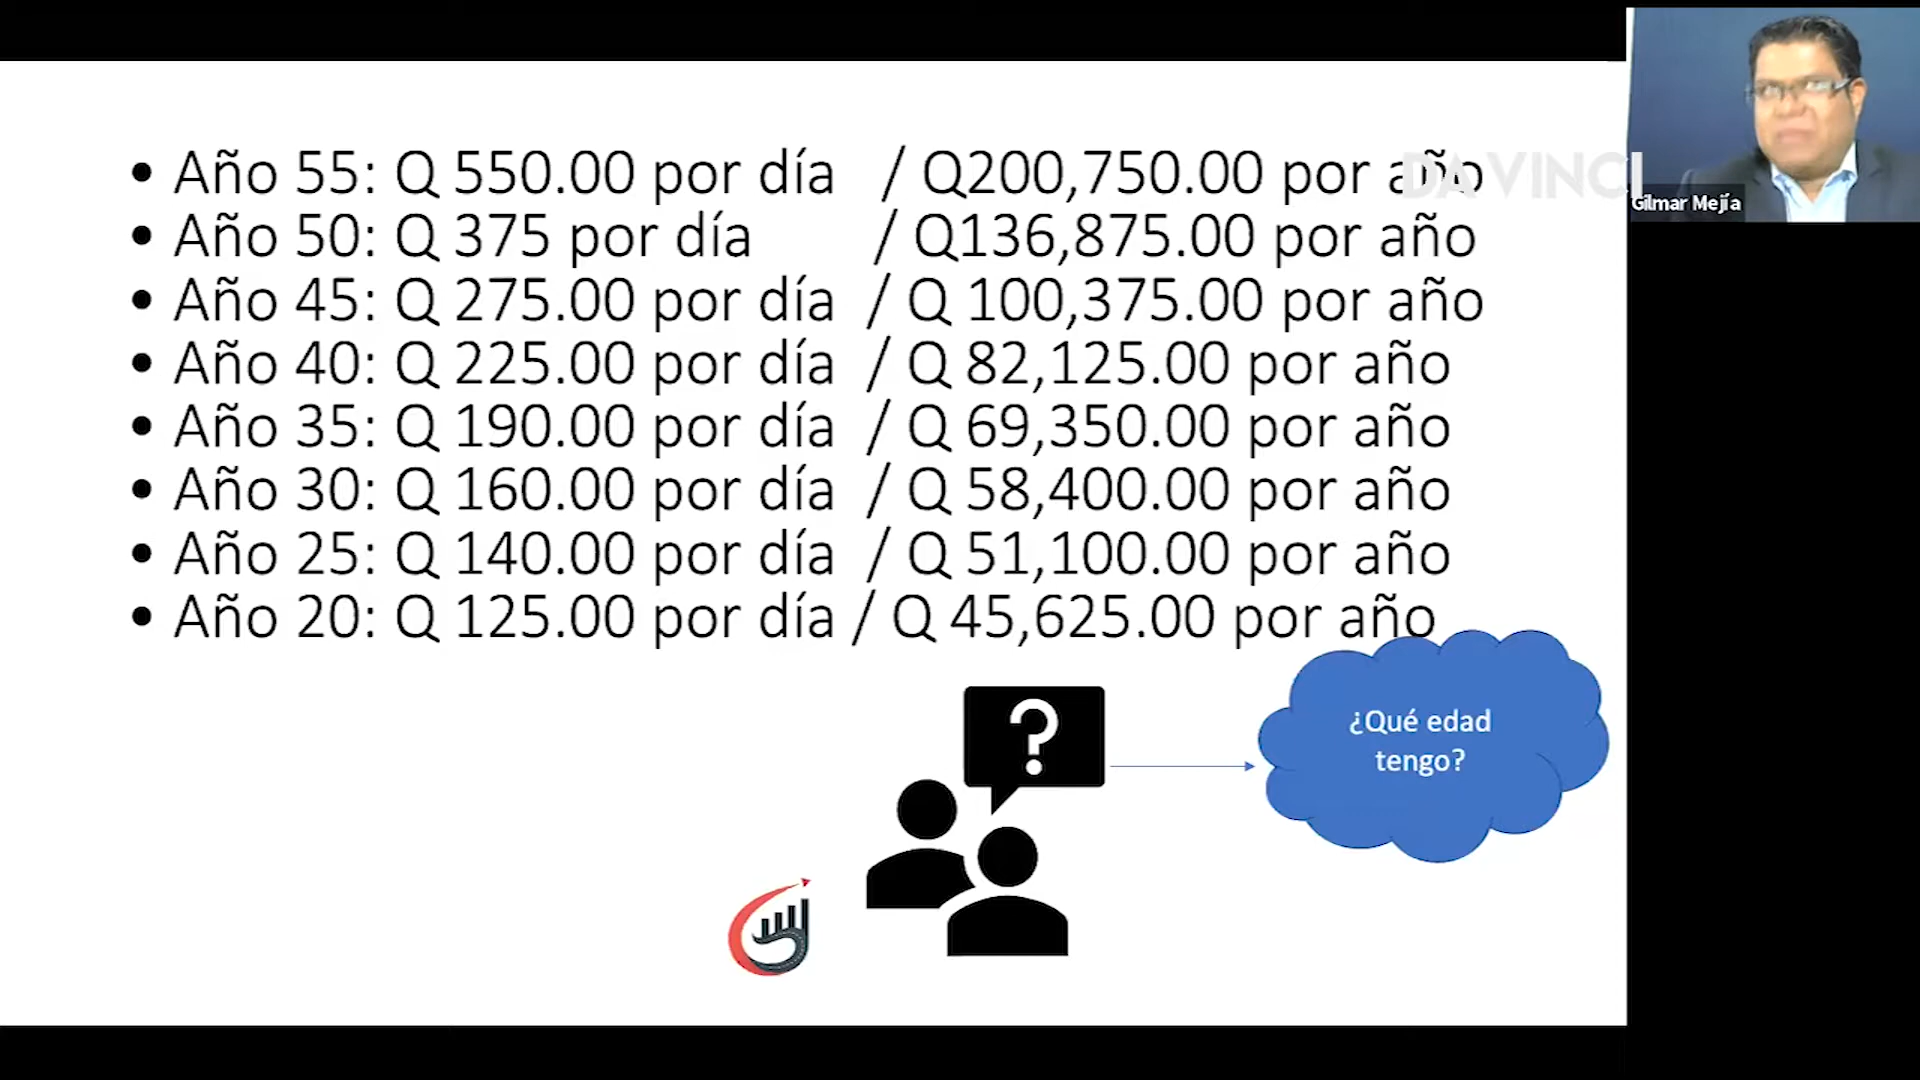 • Año 55: Q 550.00 por día / Q200,750.00 por año
• Año 50: Q 375 por día / Q136,875.00 por año
• Año 45: Q 275.00 por día / Q 100,375.00 por año
• Año 40: Q 225.00 por día / Q 82,125.00 por año
• Año 35: Q 190.00 por día / Q 69,350.00 por año
• Año 30: Q 160.00 por día / Q 58,400.00 por año
• Año 25: Q 140.00 por día / Q 51,100.00 por año
• Año 20: Q 125.00 por día / Q 45,625.00 por año
DA VINCI
Gilmar Mejía
?
¿Qué edad
tengo?